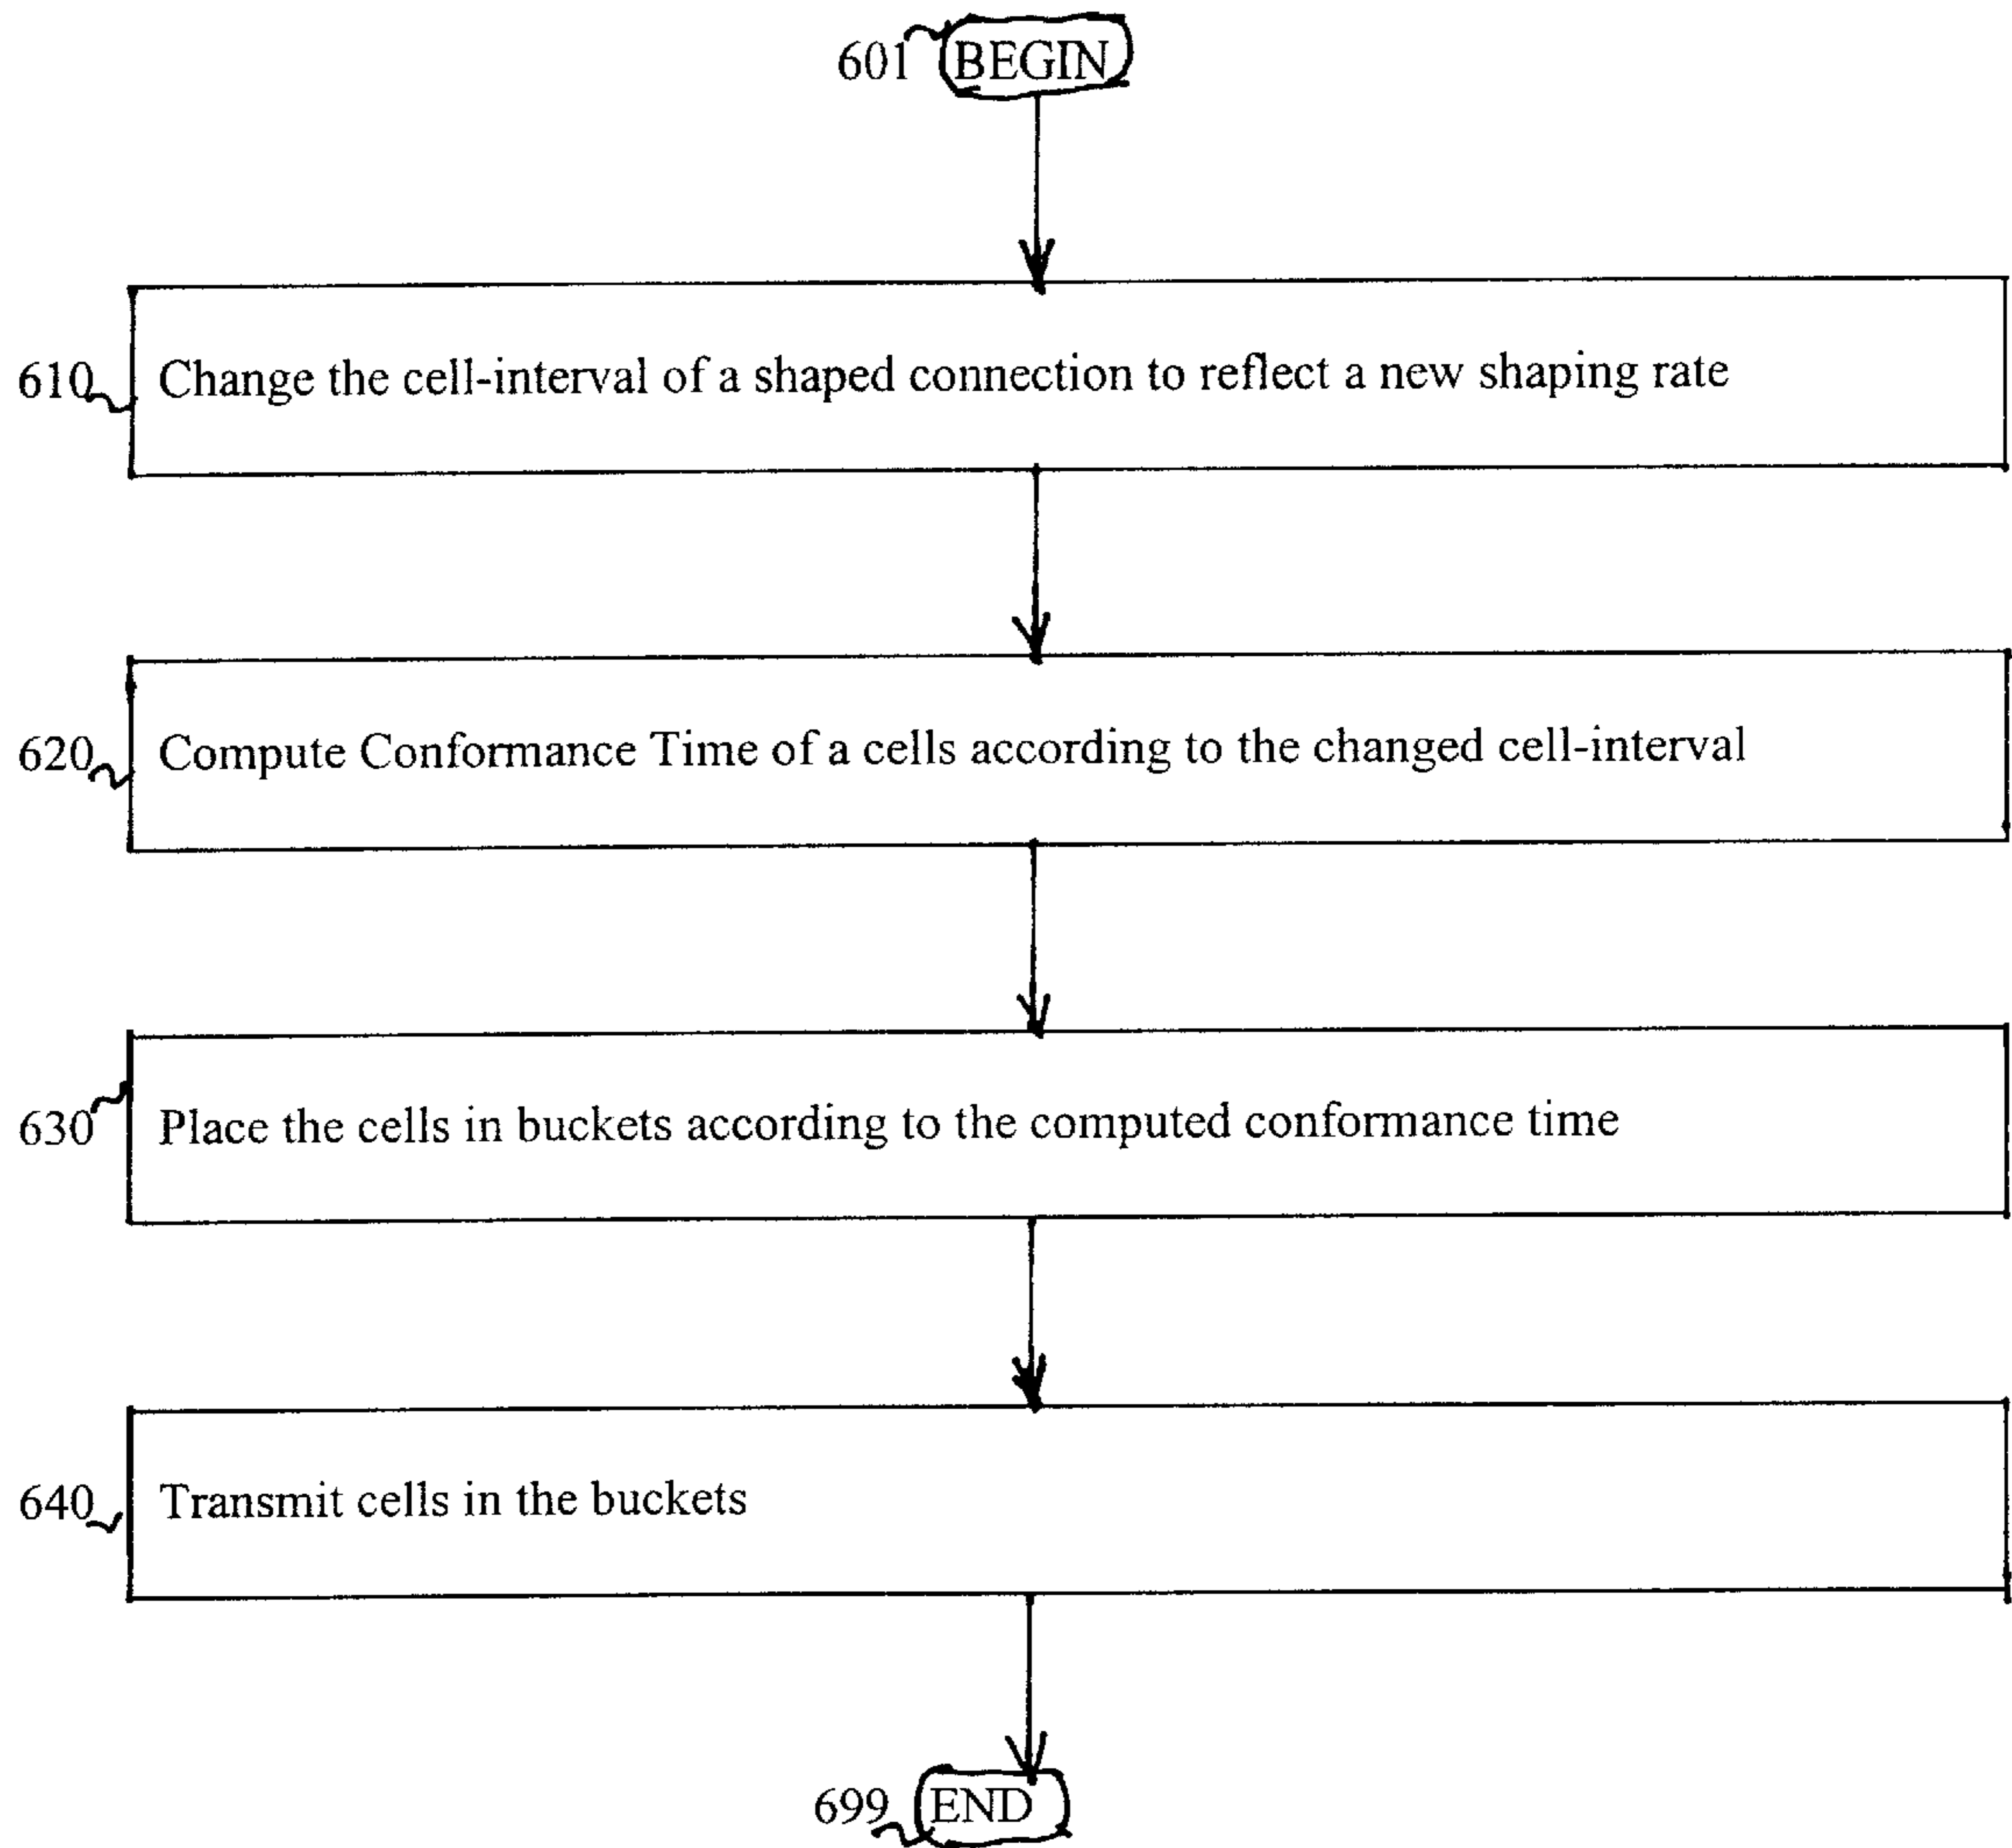 601 BEGIN
610 Change the cell-interval of a shaped connection to reflect a new shaping rate
620 Compute Conformance Time of a cells according to the changed cell-interval
630 Place the cells in buckets according to the computed conformance time
640 Transmit cells in the buckets
699 END